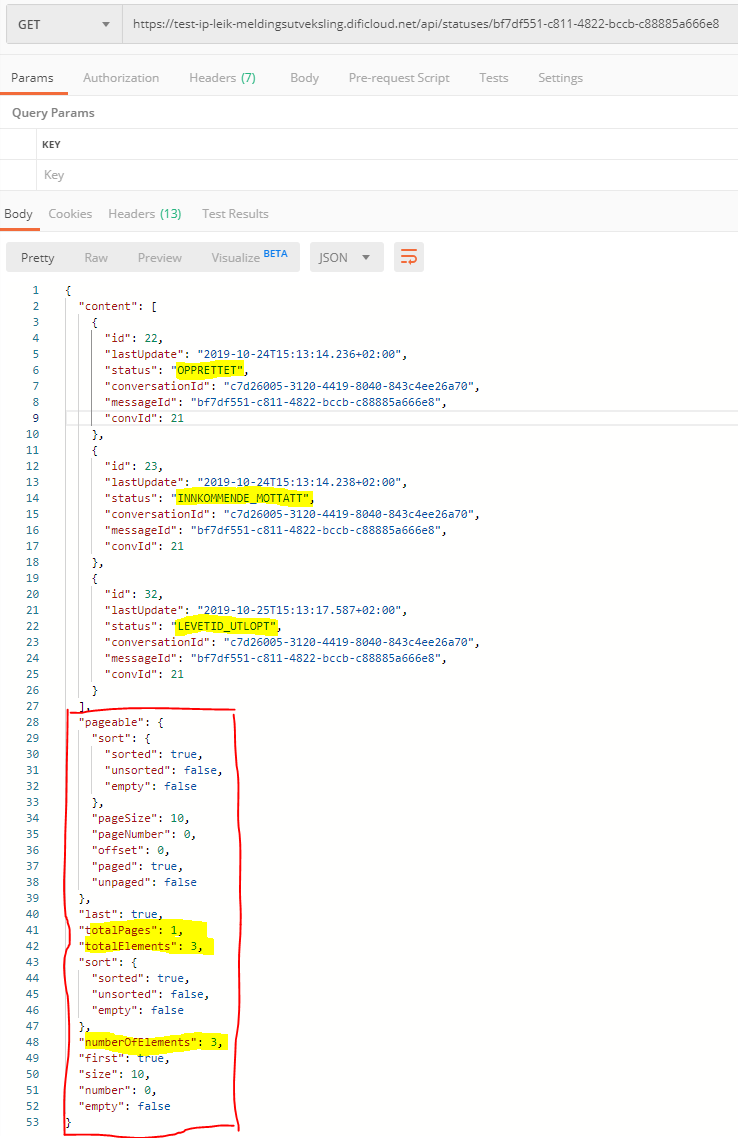 GET https://test-ip-leik-meldingsutveksling.dificloud.net/api/statuses/bf7df551-c811-4822-bccb-c88885a666e8
Params Authorization Headers (7) Body Pre-request Script Tests Settings
Query Params
KEY
Key
Body Cookies Headers (13) Test Results
Pretty Raw Preview Visualize BETA JSON
1 {
2 "content": [
3 {
4 "id": 22,
5 "lastUpdate": "2019-10-24T15:13:14.236+02:00",
6 "status": "OPPRETTET",
7 "conversationId": "c7d26005-3120-4419-8040-843c4ee26a70",
8 "messageId": "bf7df551-c811-4822-bccb-c88885a666e8",
9 "convId": 21
10 },
11 {
12 "id": 23,
13 "lastUpdate": "2019-10-24T15:13:14.238+02:00",
14 "status": "INNKOMMENDE_MOTTATT",
15 "conversationId": "c7d26005-3120-4419-8040-843c4ee26a70",
16 "messageId": "bf7df551-c811-4822-bccb-c88885a666e8",
17 "convId": 21
18 },
19 {
20 "id": 32,
21 "lastUpdate": "2019-10-25T15:13:17.587+02:00",
22 "status": "LEVETID_UTLOPT",
23 "conversationId": "c7d26005-3120-4419-8040-843c4ee26a70",
24 "messageId": "bf7df551-c811-4822-bccb-c88885a666e8",
25 "convId": 21
26 }
27 ],
28 "pageable": {
29 "sort": {
30 "sorted": true,
31 "unsorted": false,
32 "empty": false
33 },
34 "pageSize": 10,
35 "pageNumber": 0,
36 "offset": 0,
37 "paged": true,
38 "unpaged": false
39 },
40 "last": true,
41 "totalPages": 1,
42 "totalElements": 3,
43 "sort": {
44 "sorted": true,
45 "unsorted": false,
46 "empty": false
47 },
48 "numberOfElements": 3,
49 "first": true,
50 "size": 10,
51 "number": 0,
52 "empty": false
53 }